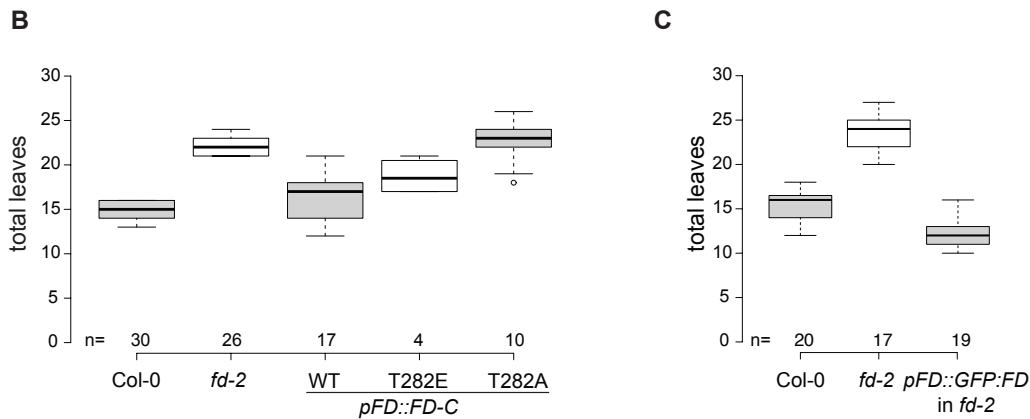 B
total leaves
30
25
20
15
10
5
0
n= 30 26 17 4 10
Col-0 fd-2 WT T282E T282A
pFD::FD-C
C
total leaves
30
25
20
15
10
5
0
n= 20 17 19
Col-0 fd-2 pFD::GFP:FD
in fd-2